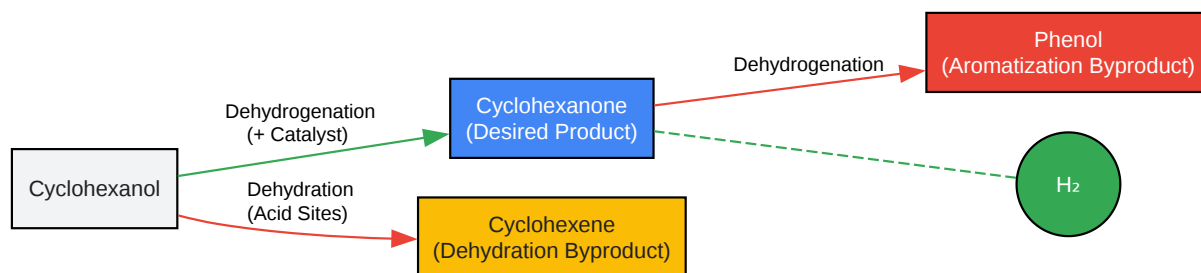 Cyclohexanol
Dehydrogenation
(+ Catalyst)
Dehydration
(Acid Sites)
Cyclohexanone
(Desired Product)
Cyclohexene
(Dehydration Byproduct)
Dehydrogenation
Phenol
(Aromatization Byproduct)
H₂